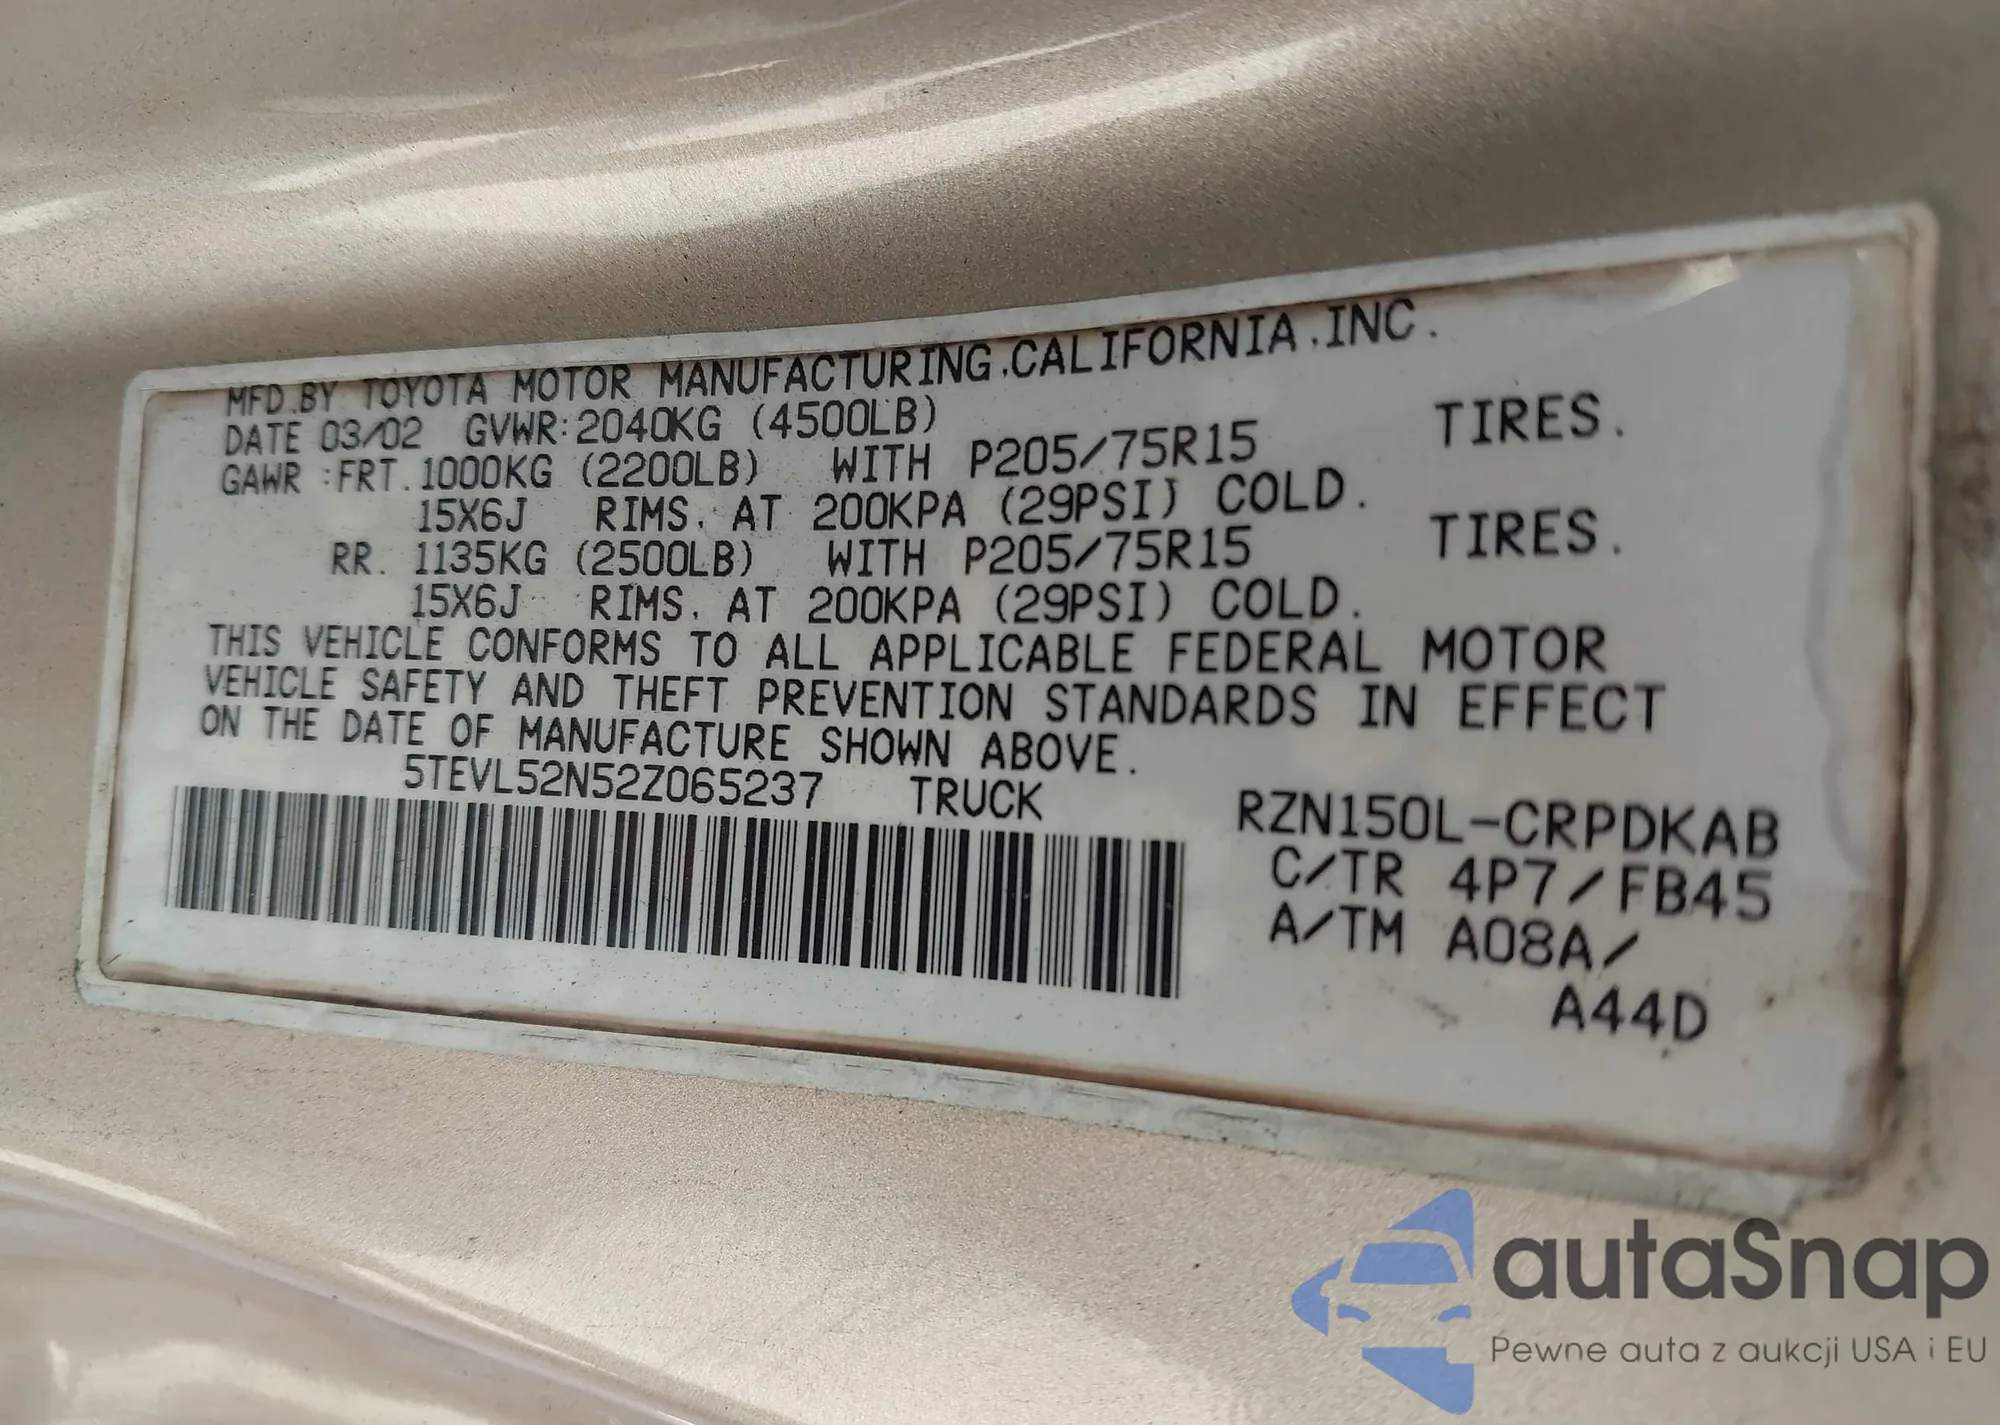 MFD.BY TOYOTA MOTOR MANUFACTURING,CALIFORNIA,INC.
DATE 03/02 GVWR:2040KG (4500LB)
GAWR :FRT. 1000KG (2200LB) WITH P205/75R15 TIRES.
15X6J RIMS, AT 200KPA (29PSI) COLD.
RR. 1135KG (2500LB) WITH P205/75R15 TIRES.
15X6J RIMS, AT 200KPA (29PSI) COLD.
THIS VEHICLE CONFORMS TO ALL APPLICABLE FEDERAL MOTOR
VEHICLE SAFETY AND THEFT PREVENTION STANDARDS IN EFFECT
ON THE DATE OF MANUFACTURE SHOWN ABOVE.
5TEVL52N52Z065237 TRUCK
RZN150L-CRPDKAB
C/TR 4P7/FB45
A/TM A08A/
A44D
autaSnap
Pewne auta z aukcji USA i EU